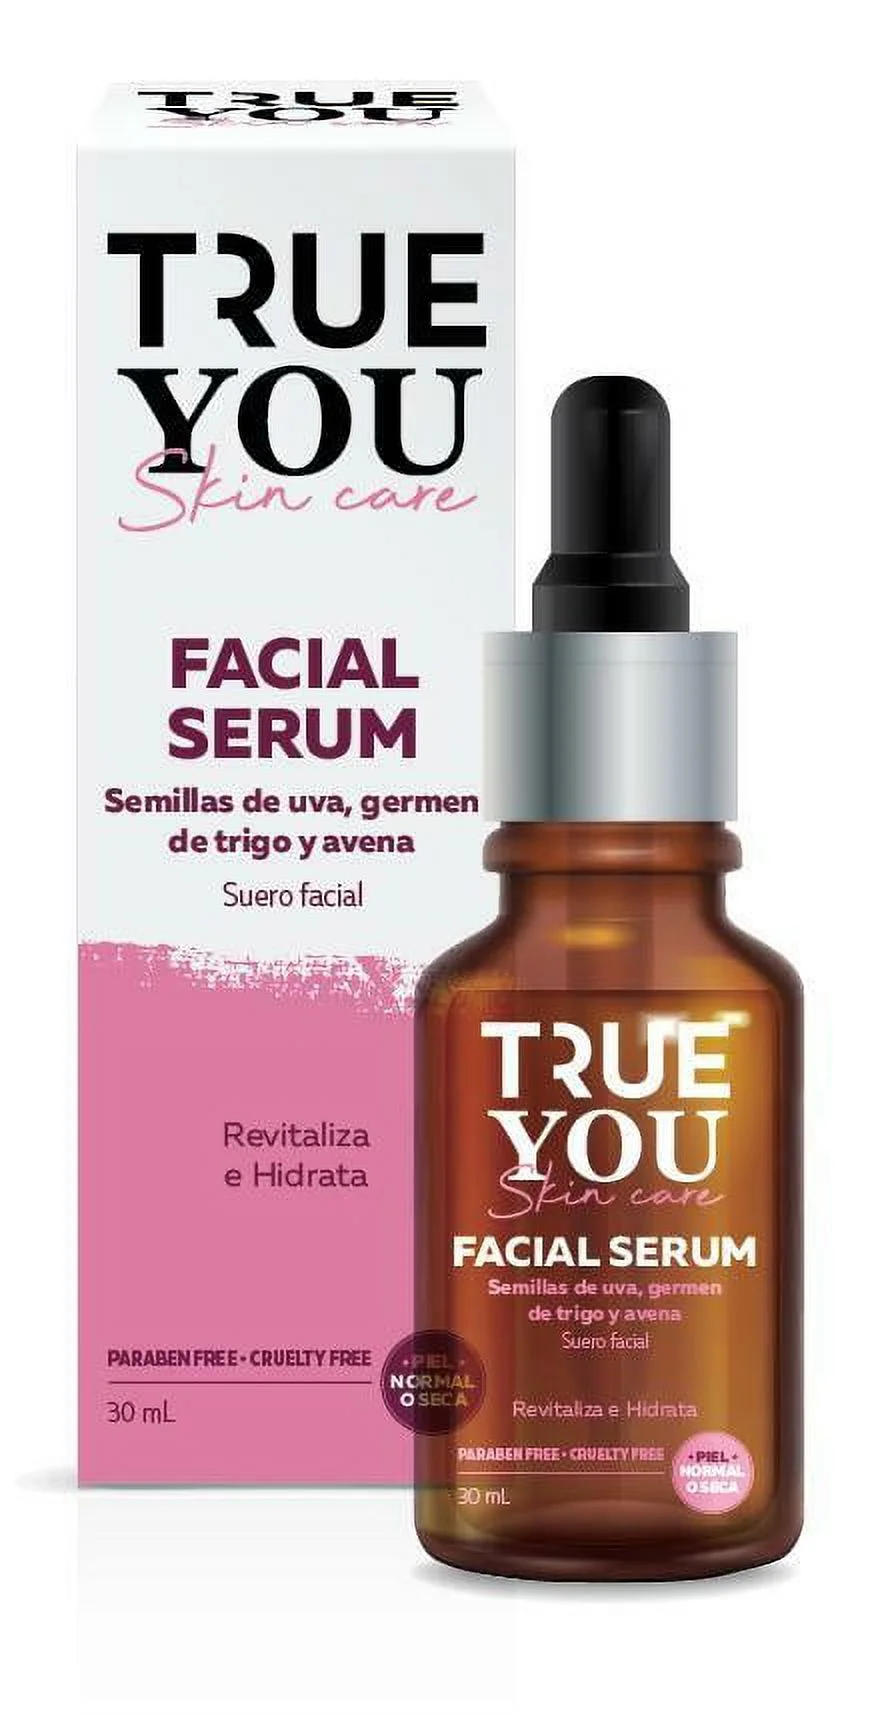 TRUE
YOU
Skin care
TRUE
YOU
Skin care
FACIAL
SERUM
Semillas de uva, germen
de trigo y avena
Suero facial
Revitaliza
e Hidrata
PARABEN FREE • CRUELTY FREE
30 mL
• PIEL •
NORMAL
O SECA
TRUE
YOU
Skin care
FACIAL SERUM
Semillas de uva, germen
de trigo y avena
Suero facial
Revitaliza e Hidrata
PARABEN FREE • CRUELTY FREE
30 mL
• PIEL •
NORMAL
O SECA